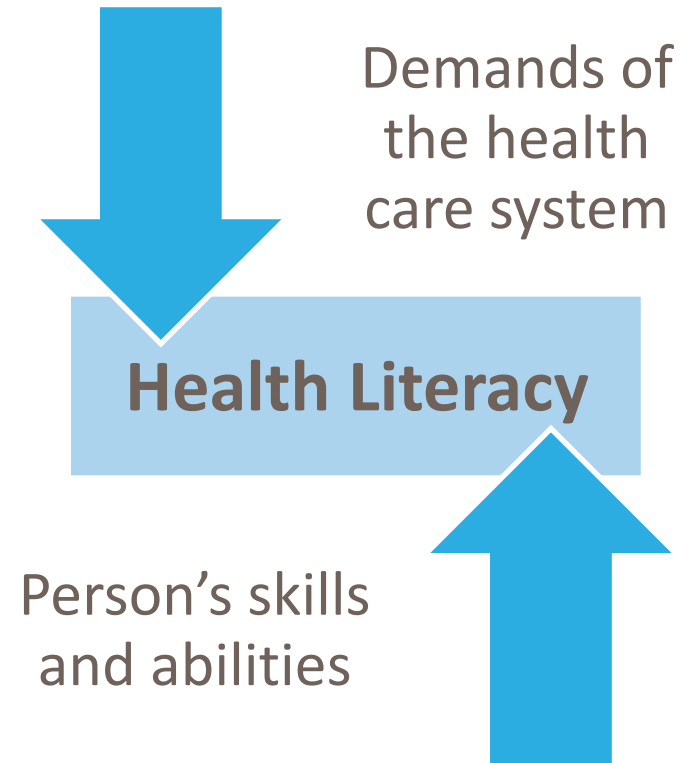 Demands of
the health
care system
Health Literacy
Person’s skills
and abilities